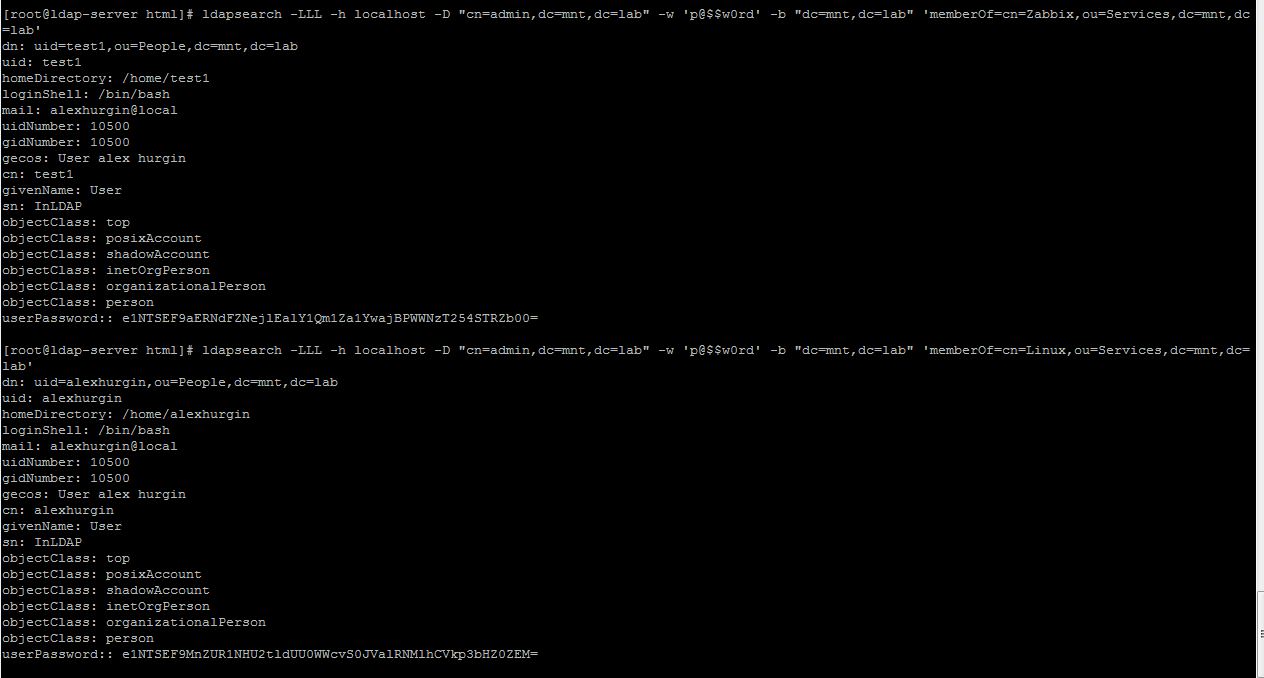 [root@ldap-server html]# ldapsearch -LLL -h localhost -D "cn=admin,dc=mnt,dc=lab" -w 'p@$$w0rd' -b "dc=mnt,dc=lab" 'memberOf=cn=Zabbix,ou=Services,dc=mnt,dc
=lab'
dn: uid=test1,ou=People,dc=mnt,dc=lab
uid: test1
homeDirectory: /home/test1
loginShell: /bin/bash
mail: alexhurgin@local
uidNumber: 10500
gidNumber: 10500
gecos: User alex hurgin
cn: test1
givenName: User
sn: InLDAP
objectClass: top
objectClass: posixAccount
objectClass: shadowAccount
objectClass: inetOrgPerson
objectClass: organizationalPerson
objectClass: person
userPassword::
[root@ldap-server html]# ldapsearch -LLL -h localhost -D "cn=admin,dc=mnt,dc=lab" -w 'p@$$w0rd' -b "dc=mnt,dc=lab" 'memberOf=cn=Linux,ou=Services,dc=mnt,dc=
lab'
dn: uid=alexhurgin,ou=People,dc=mnt,dc=lab
uid: alexhurgin
homeDirectory: /home/alexhurgin
loginShell: /bin/bash
mail: alexhurgin@local
uidNumber: 10500
gidNumber: 10500
gecos: User alex hurgin
cn: alexhurgin
givenName: User
sn: InLDAP
objectClass: top
objectClass: posixAccount
objectClass: shadowAccount
objectClass: inetOrgPerson
objectClass: organizationalPerson
objectClass: person
userPassword::